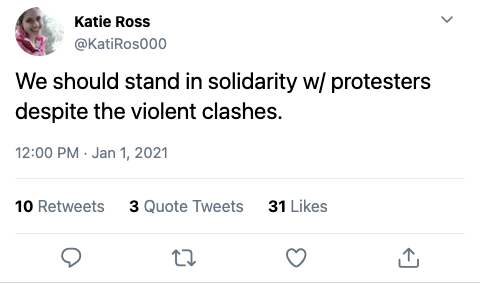 Katie Ross
@KatiRos000
We should stand in solidarity w/ protesters
despite the violent clashes.
12:00 PM · Jan 1, 2021
10 Retweets 3 Quote Tweets 31 Likes